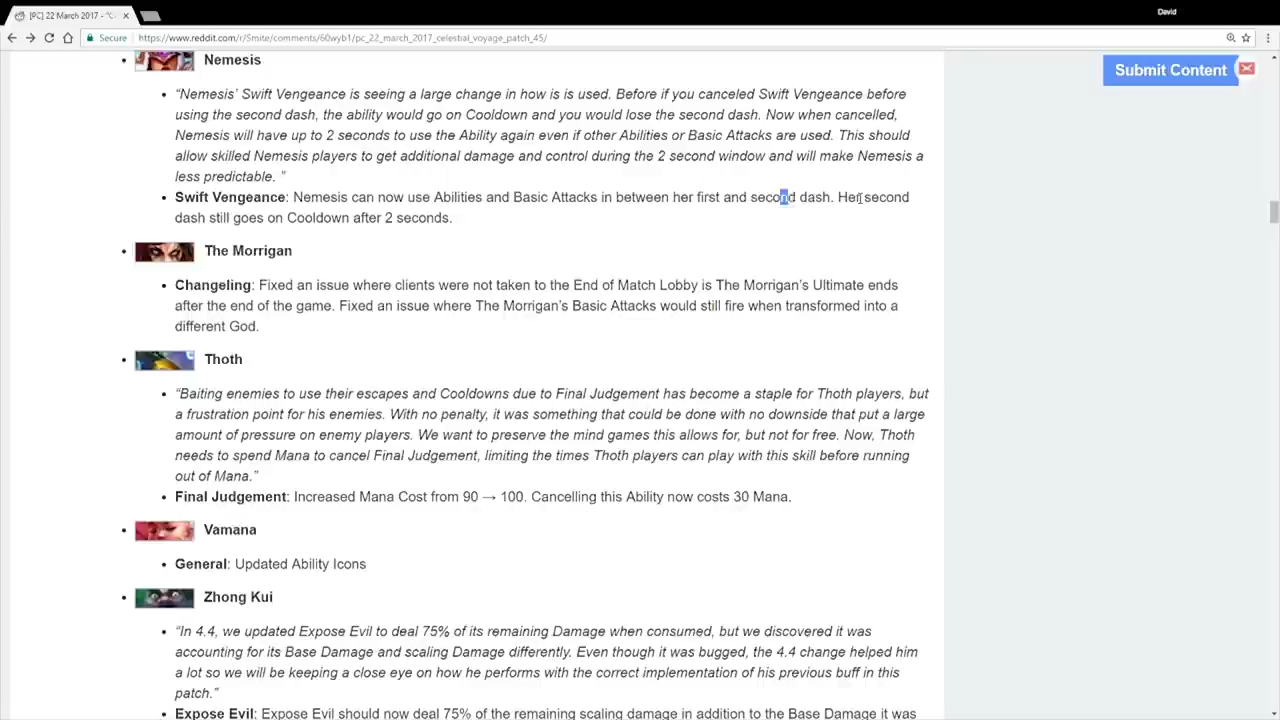 [PC] 22 March 2017 - "C
David
Secure
https://www.reddit.com/r/Smite/comments/60wyb1/pc_22_march_2017_celestial_voyage_patch_45/
Submit Content
Nemesis
“Nemesis’ Swift Vengeance is seeing a large change in how is is used. Before if you canceled Swift Vengeance before
using the second dash, the ability would go on Cooldown and you would lose the second dash. Now when cancelled,
Nemesis will have up to 2 seconds to use the Ability again even if other Abilities or Basic Attacks are used. This should
allow skilled Nemesis players to get additional damage and control during the 2 second window and will make Nemesis a
less predictable. ”
Swift Vengeance: Nemesis can now use Abilities and Basic Attacks in between her first and second dash. Her second
dash still goes on Cooldown after 2 seconds.
The Morrigan
Changeling: Fixed an issue where clients were not taken to the End of Match Lobby is The Morrigan’s Ultimate ends
after the end of the game. Fixed an issue where The Morrigan’s Basic Attacks would still fire when transformed into a
different God.
Thoth
“Baiting enemies to use their escapes and Cooldowns due to Final Judgement has become a staple for Thoth players, but
a frustration point for his enemies. With no penalty, it was something that could be done with no downside that put a large
amount of pressure on enemy players. We want to preserve the mind games this allows for, but not for free. Now, Thoth
needs to spend Mana to cancel Final Judgement, limiting the times Thoth players can play with this skill before running
out of Mana.”
Final Judgement: Increased Mana Cost from 90 → 100. Cancelling this Ability now costs 30 Mana.
Vamana
General: Updated Ability Icons
Zhong Kui
“In 4.4, we updated Expose Evil to deal 75% of its remaining Damage when consumed, but we discovered it was
accounting for its Base Damage and scaling Damage differently. Even though it was bugged, the 4.4 change helped him
a lot so we will be keeping a close eye on how he performs with the correct implementation of his previous buff in this
patch.”
Expose Evil: Expose Evil should now deal 75% of the remaining scaling damage in addition to the Base Damage it was